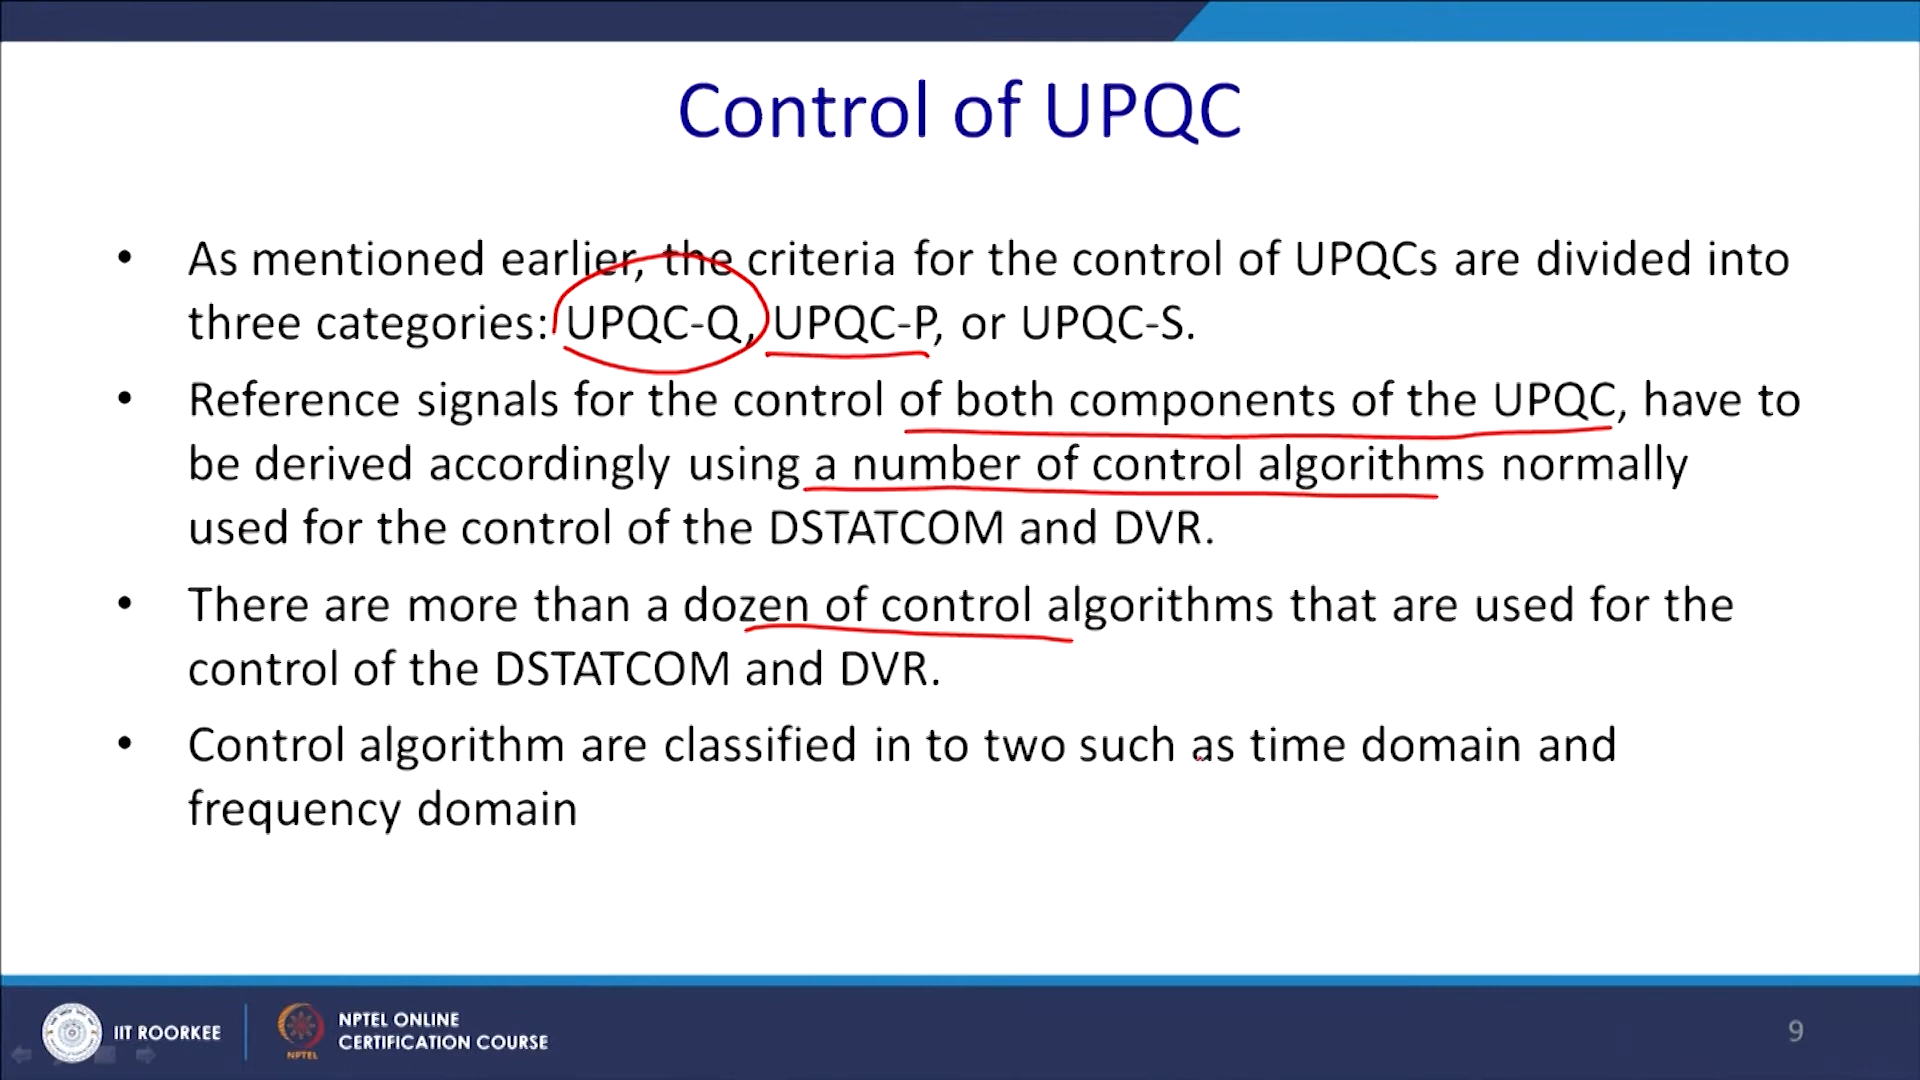 Control of UPQC
• As mentioned earlier, the criteria for the control of UPQCs are divided into
three categories: UPQC-Q, UPQC-P, or UPQC-S.
• Reference signals for the control of both components of the UPQC, have to
be derived accordingly using a number of control algorithms normally
used for the control of the DSTATCOM and DVR.
• There are more than a dozen of control algorithms that are used for the
control of the DSTATCOM and DVR.
• Control algorithm are classified in to two such as time domain and
frequency domain
IIT ROORKEE
NPTEL
NPTEL ONLINE
CERTIFICATION COURSE
9